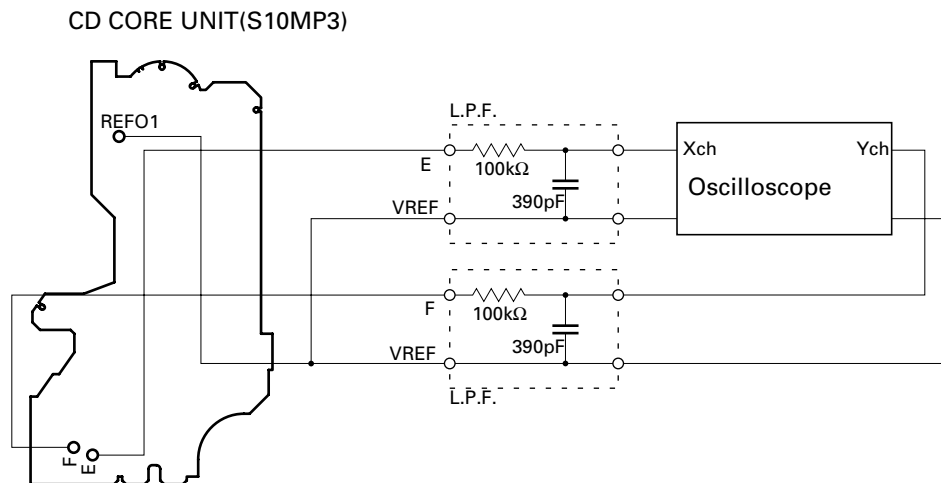 CD CORE UNIT(S10MP3)
REFO1
L.P.F.
E
100kΩ
390pF
VREF
Xch
Ych
Oscilloscope
F
100kΩ
390pF
VREF
L.P.F.
F
E